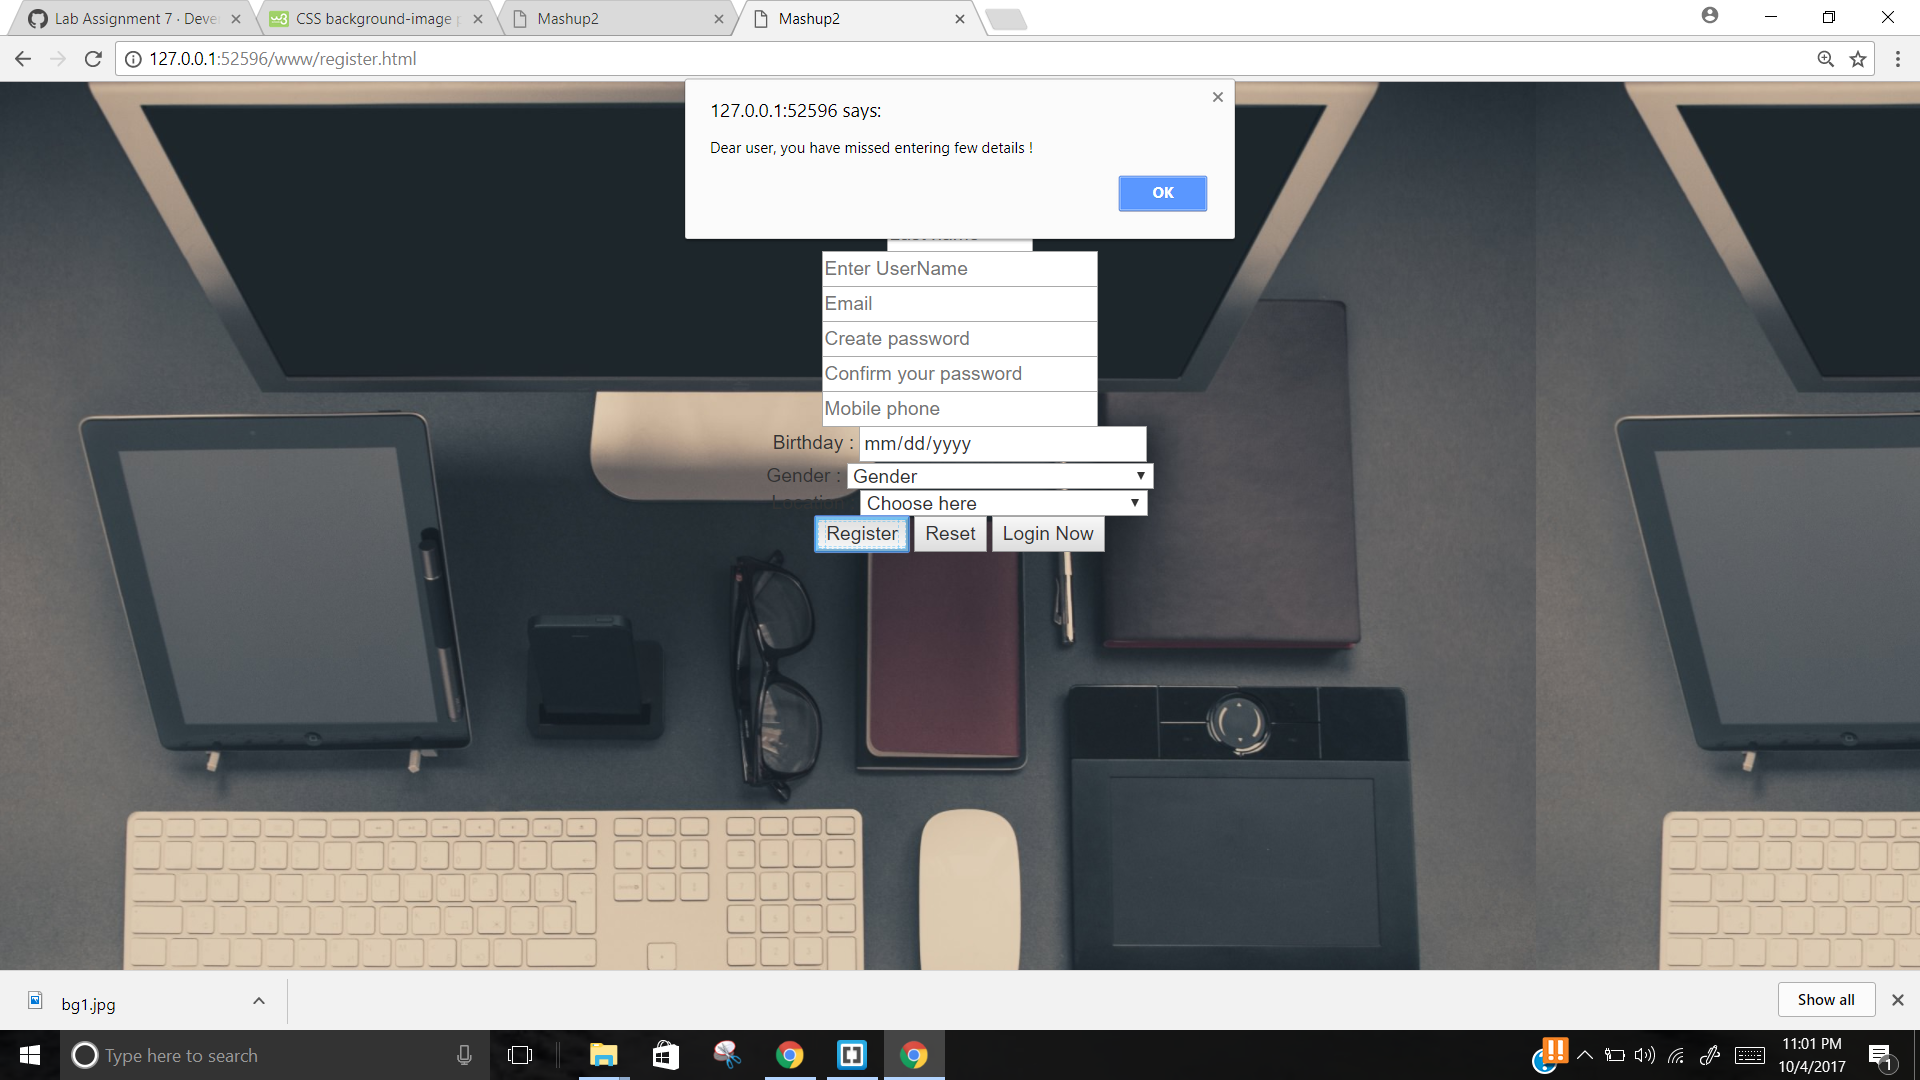 Lab Assignment 7 · Deve
CSS background-image
Mashup2
Mashup2
127.0.0.1:52596/www/register.html
127.0.0.1:52596 says:
Dear user, you have missed entering few details !
OK
Enter UserName
Email
Create password
Confirm your password
Mobile phone
Birthday : mm/dd/yyyy
Gender : Gender
Location Choose here
Register Reset Login Now
bg1.jpg
Show all
Type here to search
11:01 PM
10/4/2017
1